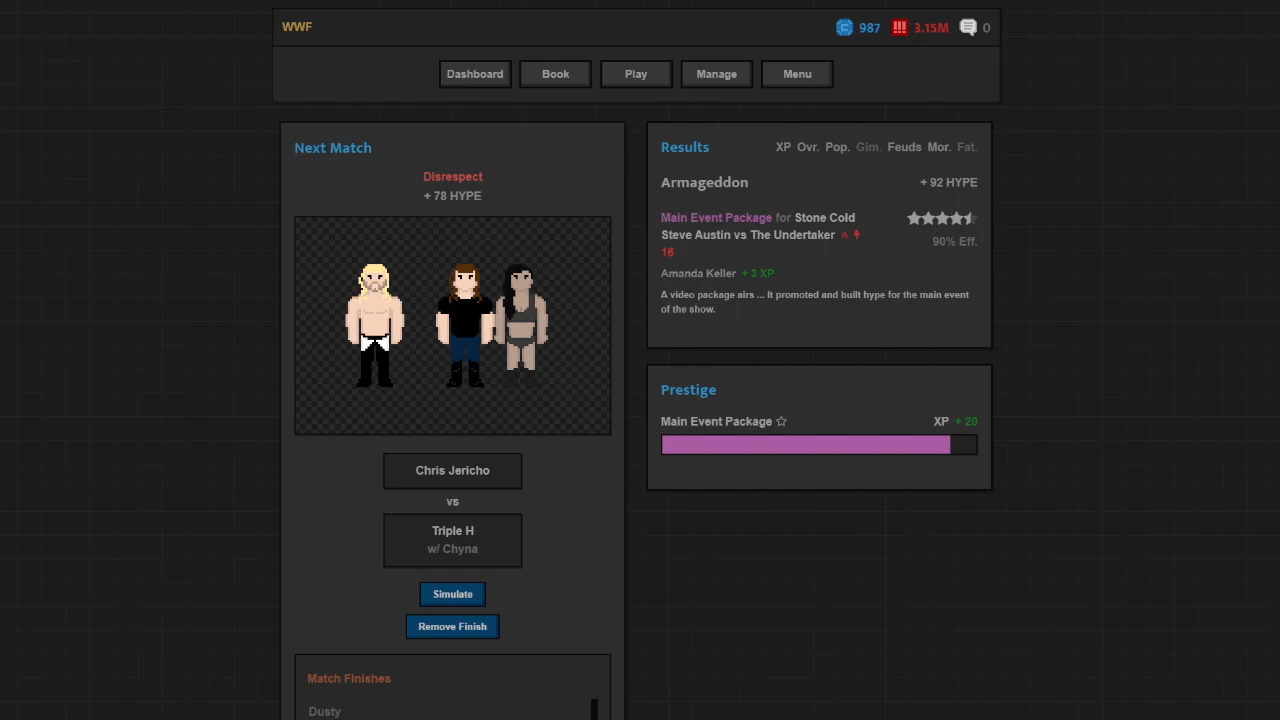 WWF
987
3.15M
0
Dashboard
Book
Play
Manage
Menu
Next Match
Disrespect
+ 78 HYPE
Chris Jericho
vs
Triple H
w/ Chyna
Simulate
Remove Finish
Match Finishes
Dusty
Results
XP Ovr. Pop. Gim. Feuds Mor. Fat.
Armageddon
+ 92 HYPE
Main Event Package for Stone Cold
Steve Austin vs The Undertaker
16
90% Eff.
Amanda Keller + 3 XP
A video package airs ... It promoted and built hype for the main event
of the show.
Prestige
Main Event Package
XP + 20